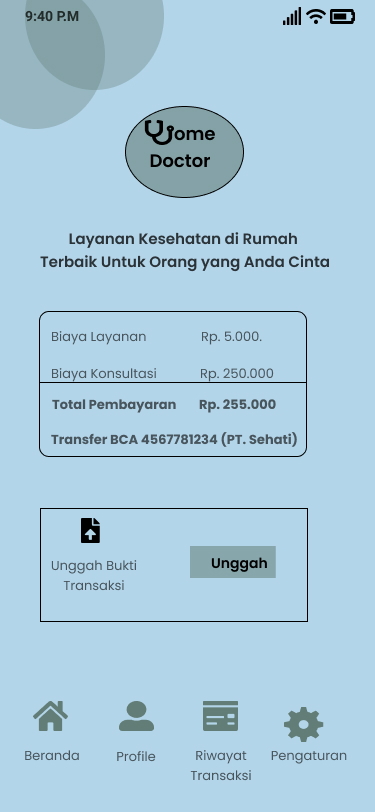 9:40 P.M
ome
Doctor
Layanan Kesehatan di Rumah
Terbaik Untuk Orang yang Anda Cinta
Biaya Layanan Rp. 5.000.
Biaya Konsultasi Rp. 250.000
Total Pembayaran Rp. 255.000
Transfer BCA 4567781234 (PT. Sehati)
Unggah Bukti
Transaksi
Unggah
Beranda Profile Riwayat Pengaturan
Transaksi